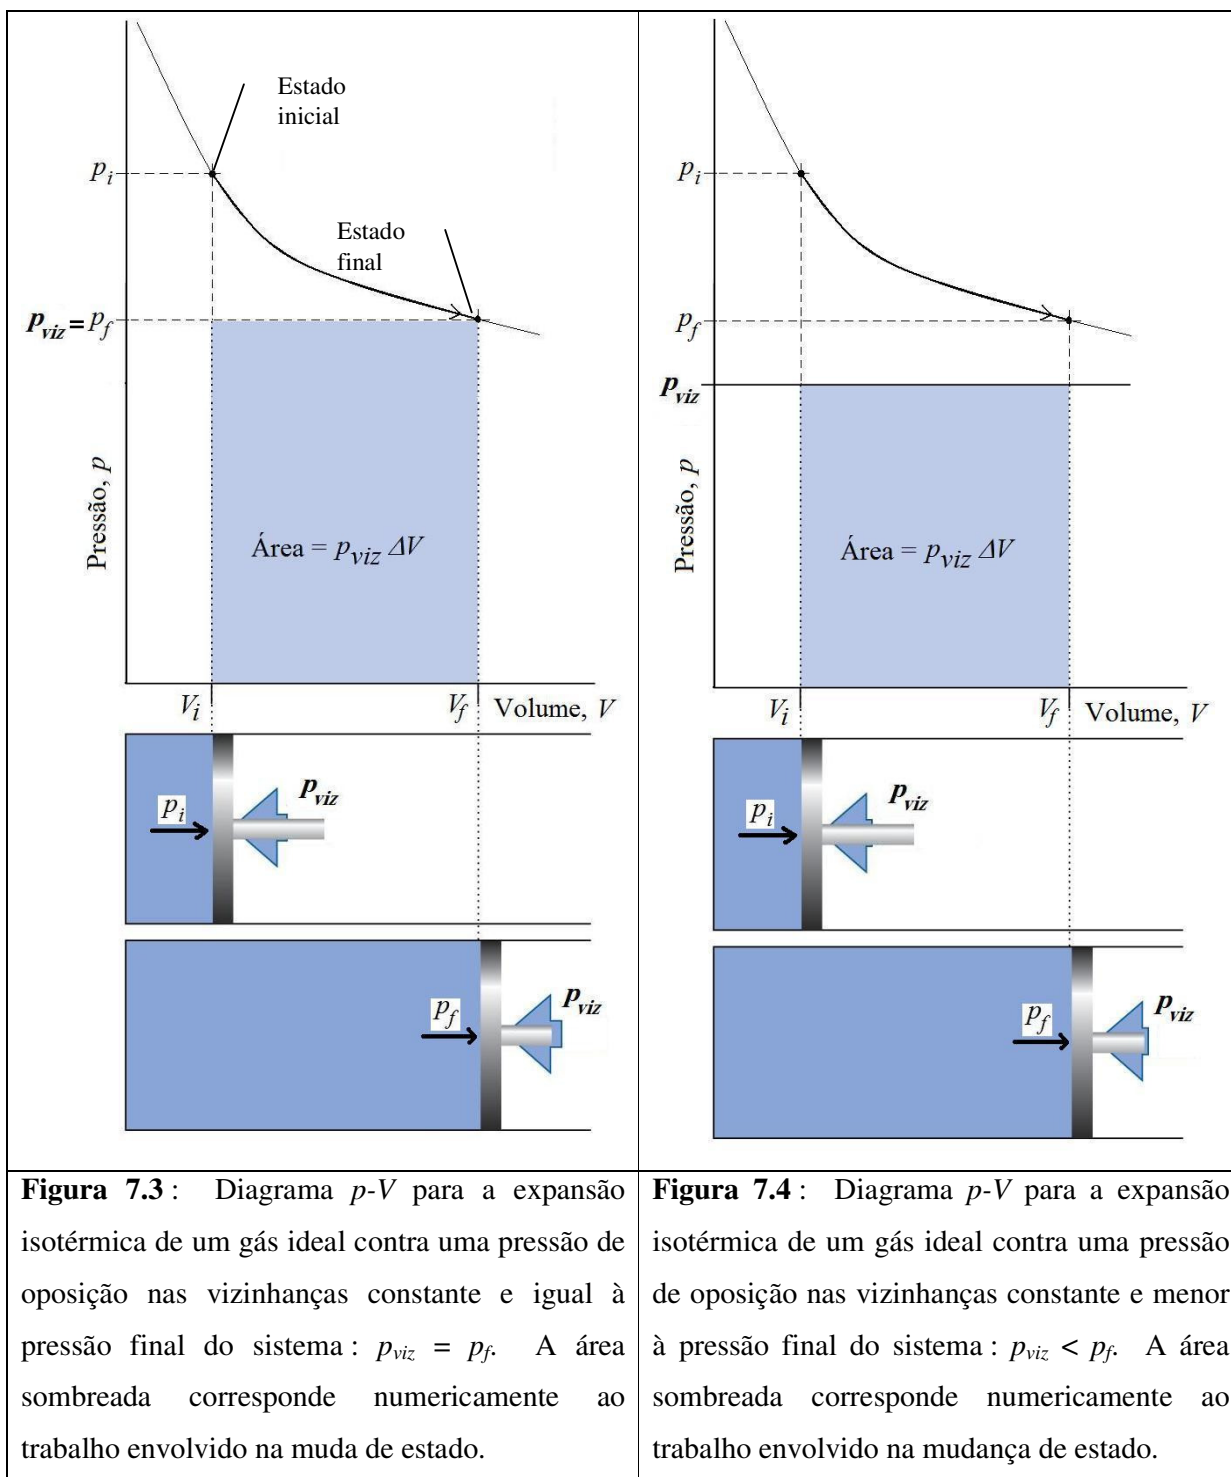 Estado
inicial
p_i
Estado
final
p_viz = p_f
Pressão, p
Área = p_viz ΔV
V_i V_f Volume, V
p_i p_viz
p_f p_viz
p_i
p_f
p_viz
Pressão, p
Área = p_viz ΔV
V_i V_f Volume, V
p_i p_viz
p_f p_viz
Figura 7.3 : Diagrama p-V para a expansão
isotérmica de um gás ideal contra uma pressão de
oposição nas vizinhanças constante e igual à
pressão final do sistema : p_viz = p_f. A área
sombreada corresponde numericamente ao
trabalho envolvido na muda de estado.
Figura 7.4 : Diagrama p-V para a expansão
isotérmica de um gás ideal contra uma pressão
de oposição nas vizinhanças constante e menor
à pressão final do sistema : p_viz < p_f. A área
sombreada corresponde numericamente ao
trabalho envolvido na mudança de estado.